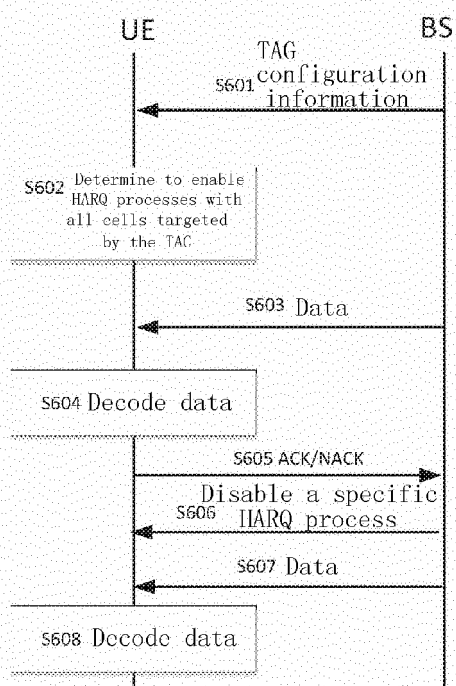 UE
BS
TAG
S601 configuration
information
S602 Determine to enable
HARQ processes with
all cells targeted
by the TAG
S603 Data
S604 Decode data
S605 ACK/NACK
Disable a specific
S606 HARQ process
S607 Data
S608 Decode data